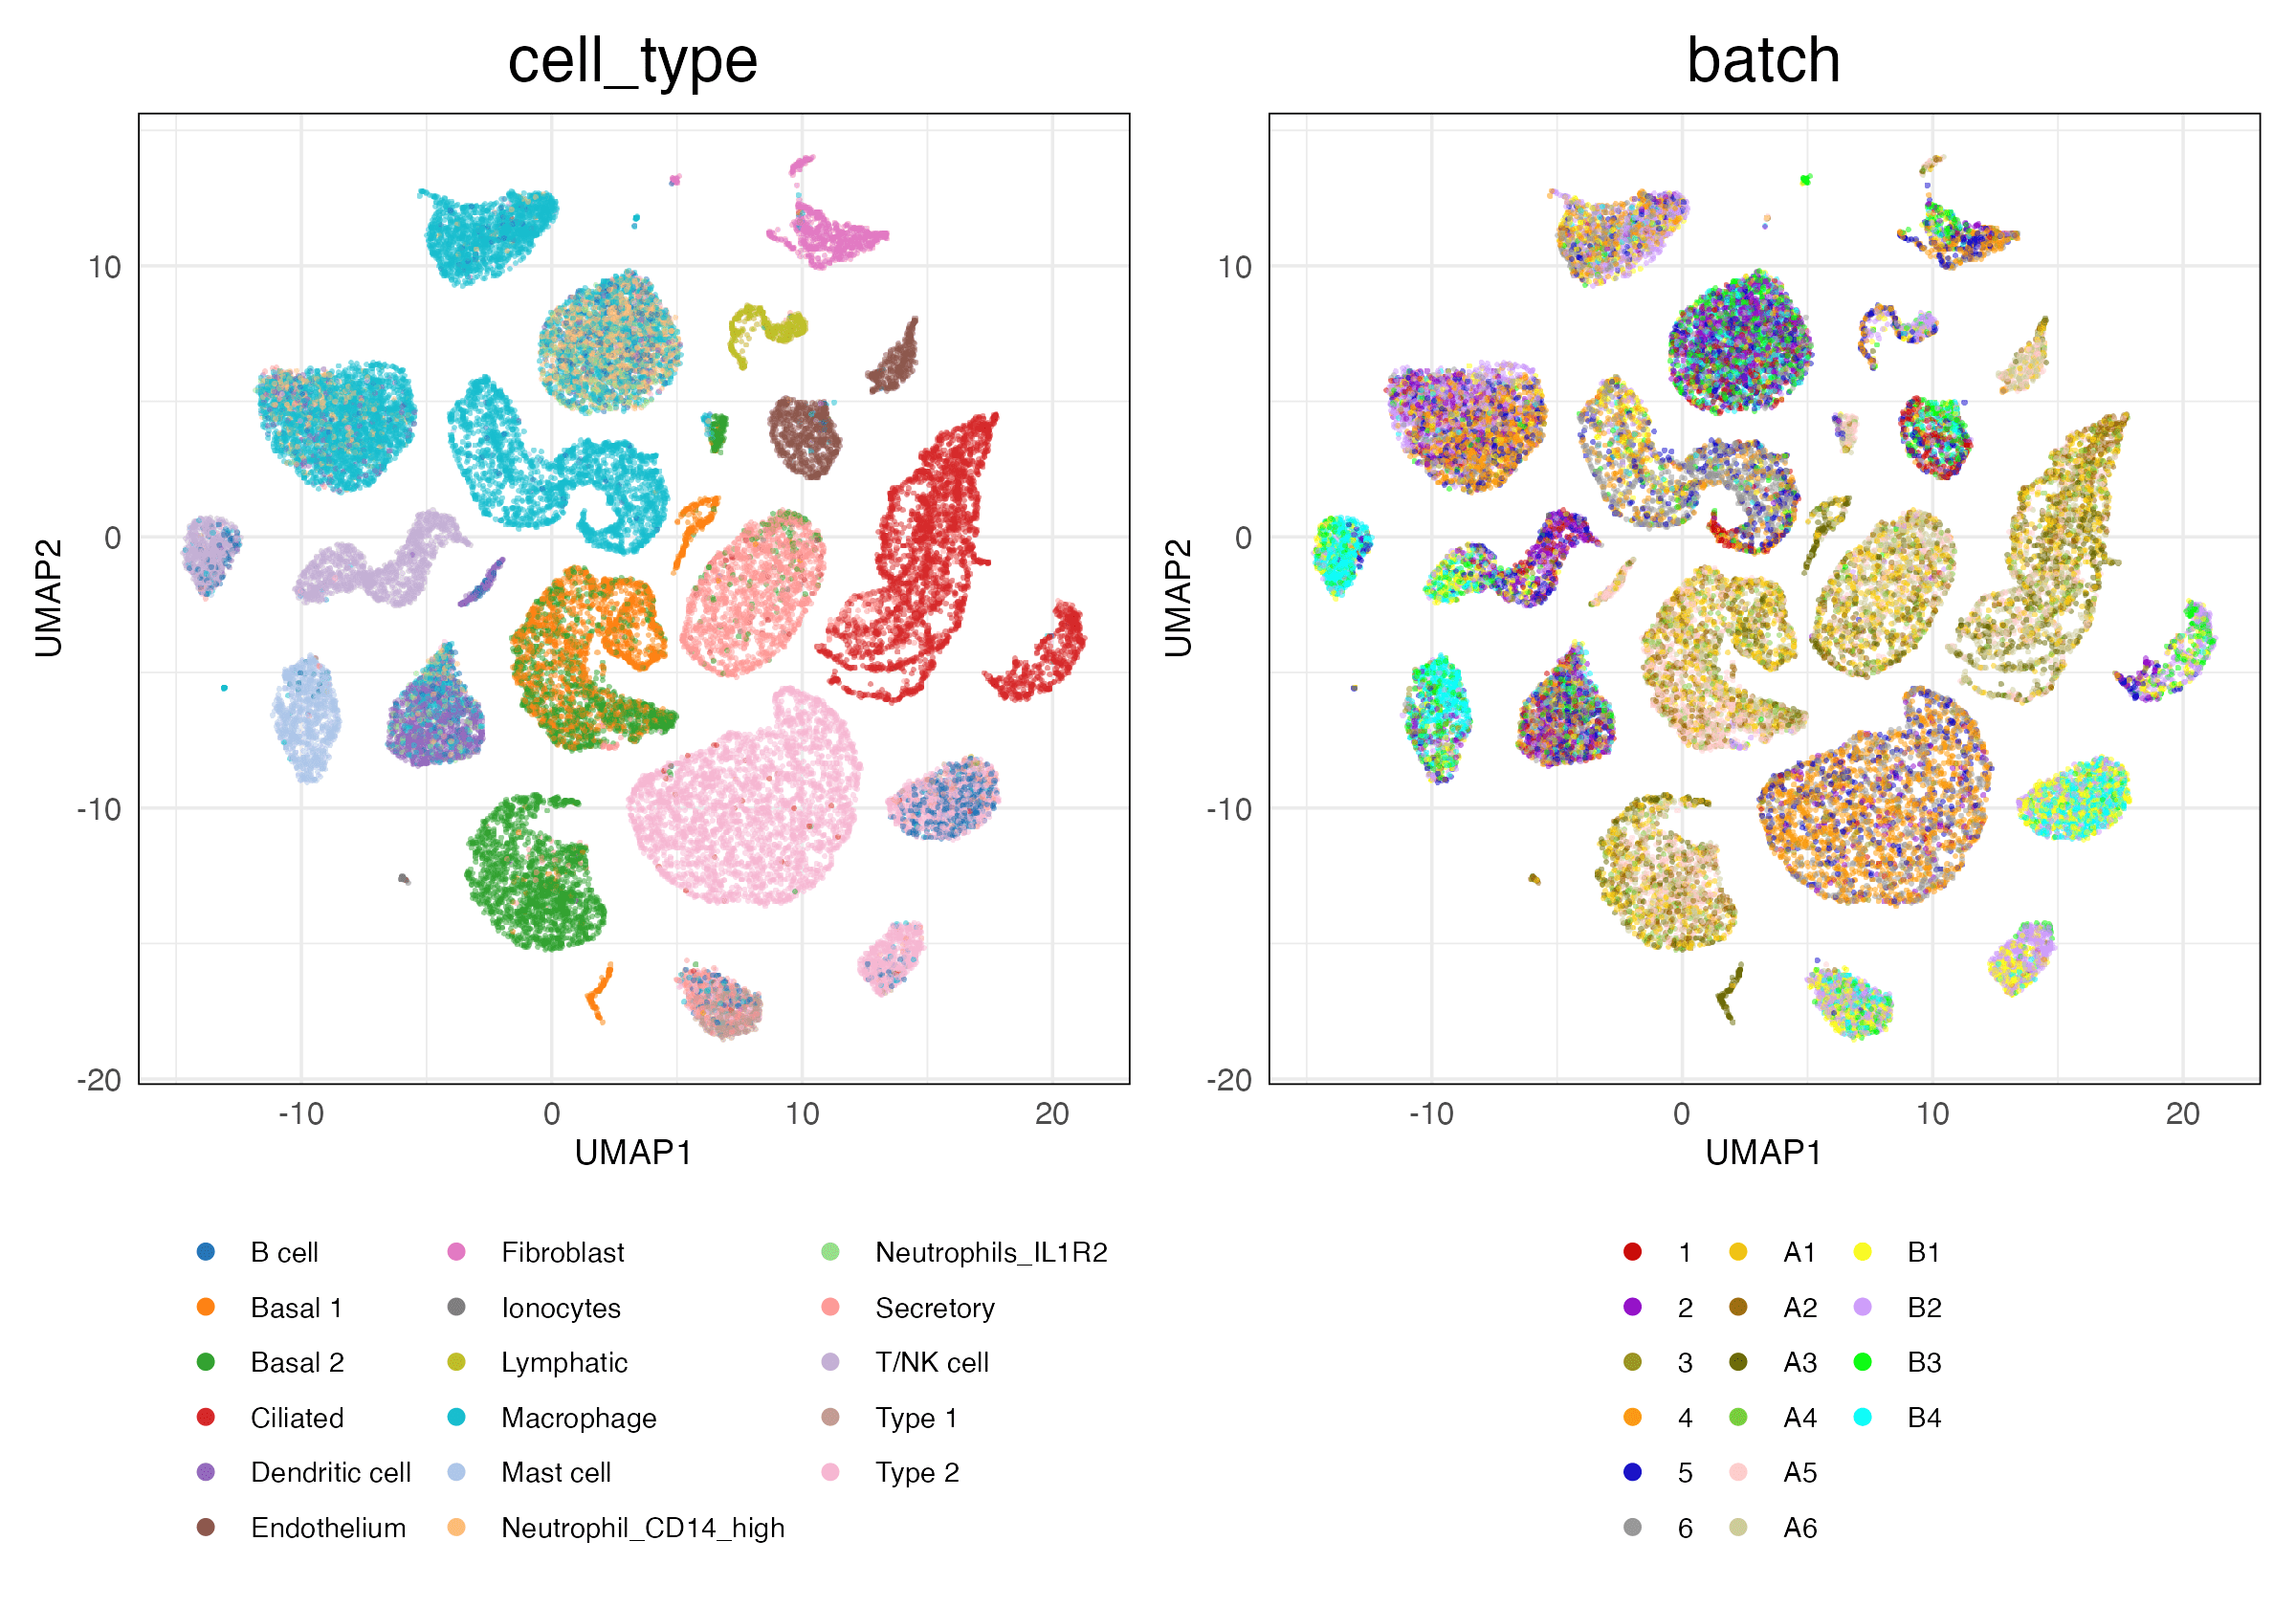 cell_type
batch
10
0
-10
-20
UMAP2
-10 0 10 20
UMAP1
10
0
-10
-20
UMAP2
-10 0 10 20
UMAP1
B cell
Basal 1
Basal 2
Ciliated
Dendritic cell
Endothelium
Fibroblast
Ionocytes
Lymphatic
Macrophage
Mast cell
Neutrophil_CD14_high
Neutrophils_IL1R2
Secretory
T/NK cell
Type 1
Type 2
1
2
3
4
5
6
A1
A2
A3
A4
A5
A6
B1
B2
B3
B4